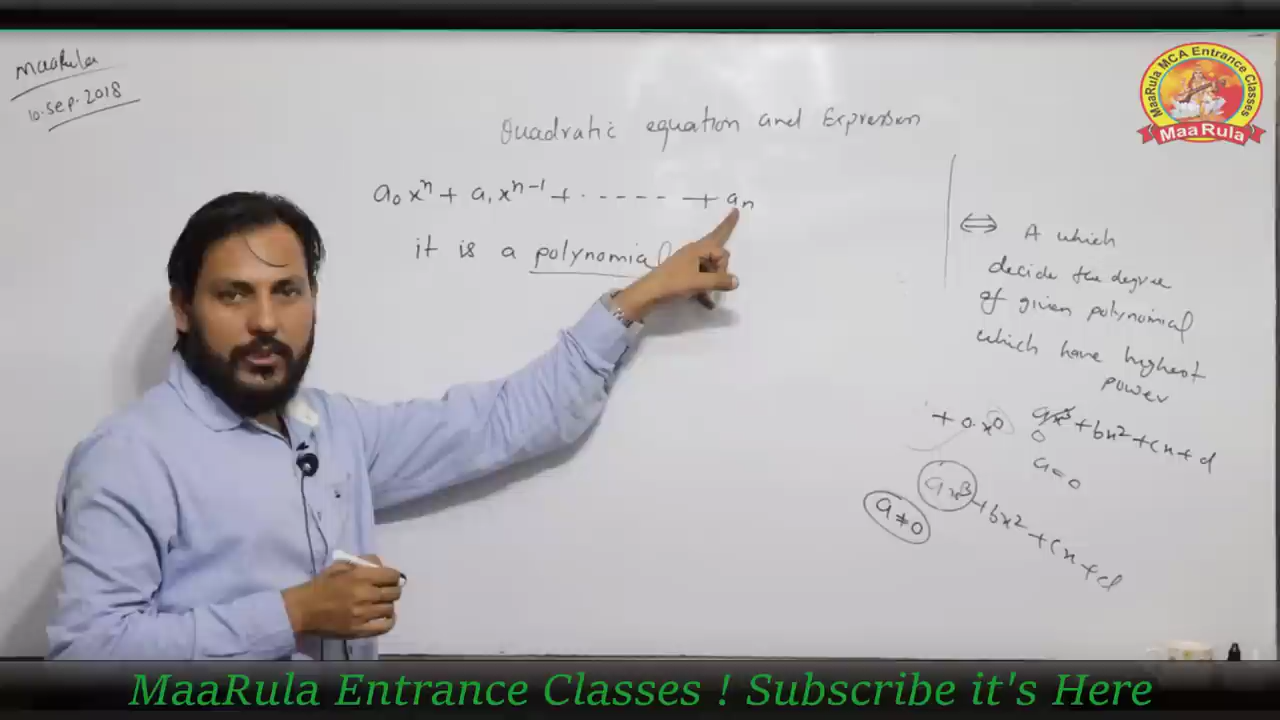 MaaRula
10.Sep.2018
MaaRula MCA Entrance Classes
MaaRula
Quadratic equation and Expression
a₀xⁿ + a₁xⁿ⁻¹ + ------ + aₙ
it is a polynomial
⇔ A which
decide the degree
of given polynomial
which have highest
power
+ 0.x⁰
ax³ + bx² + cx + d
0
a=0
ax³ + bx² + cx + d
a≠0
MaaRula Entrance Classes ! Subscribe it's Here